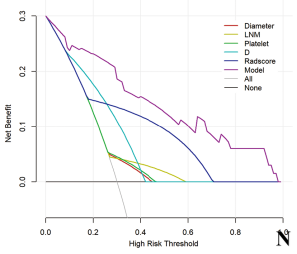 0.3
0.2
0.1
0.0
Net Benefit
Diameter
LNM
Platelet
D
Radscore
Model
All
None
0.0 0.2 0.4 0.6 0.8 1.0
High Risk Threshold
N